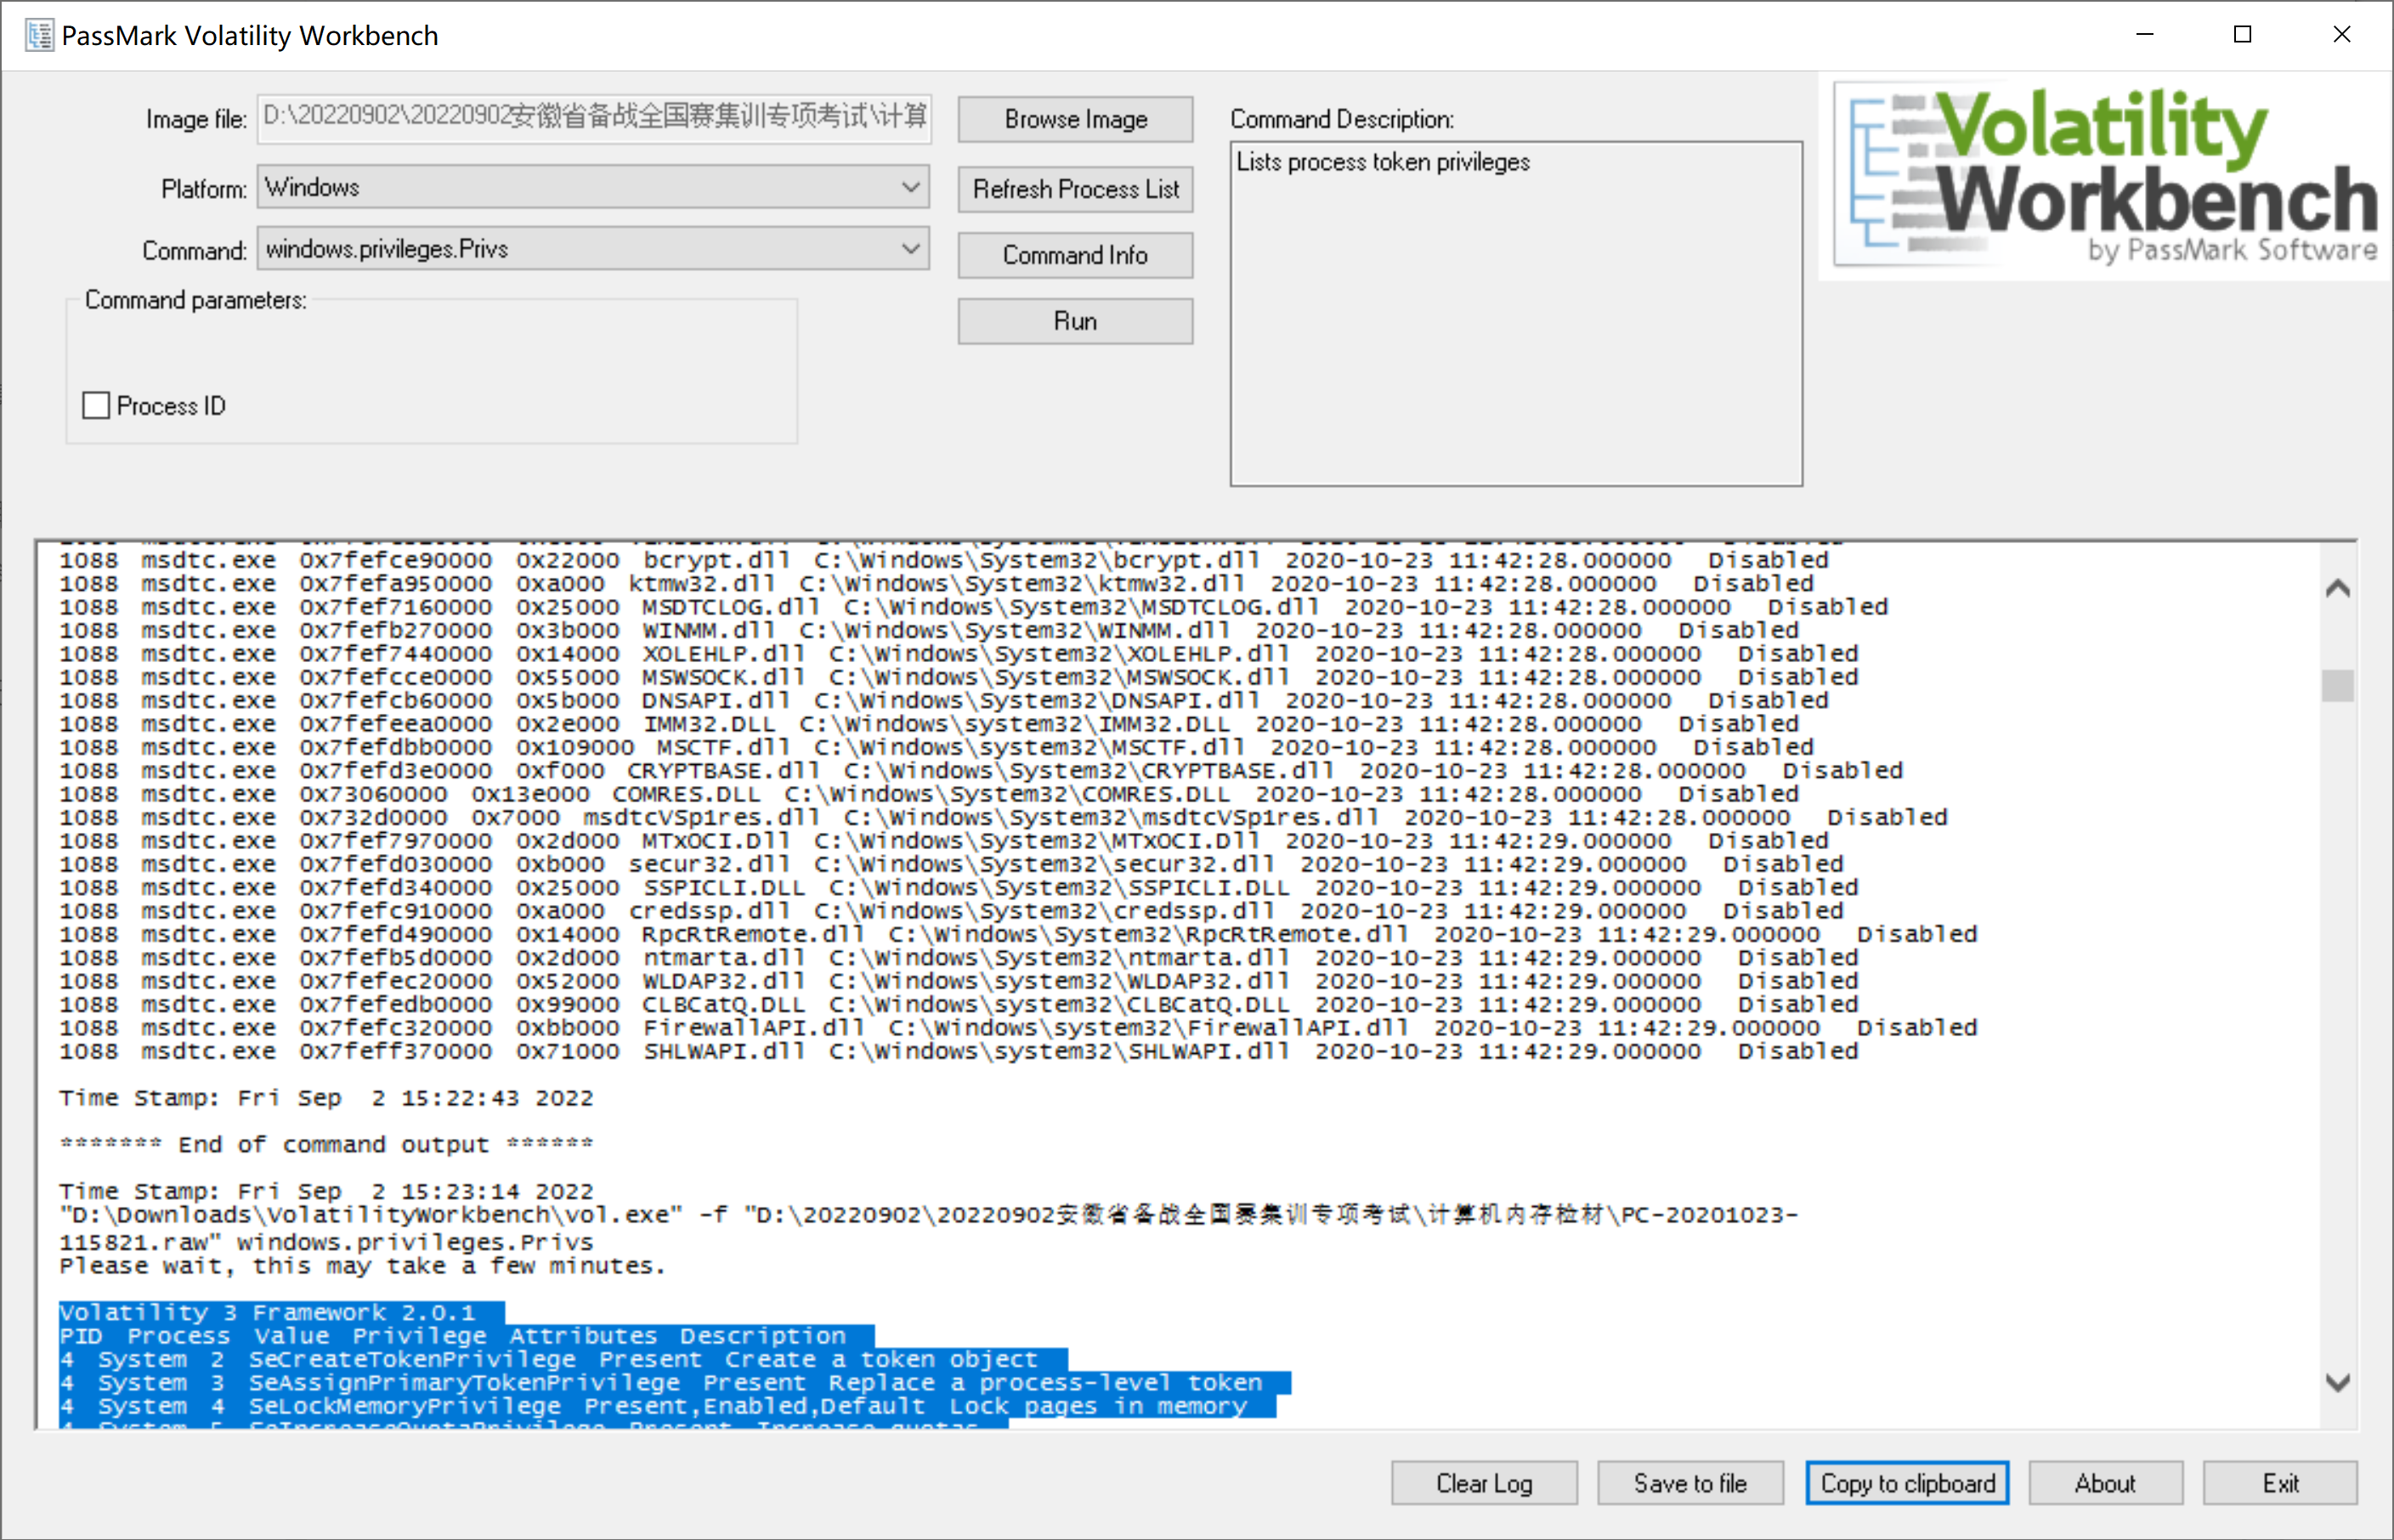 PassMark Volatility Workbench
Image file: D:\20220902\20220902安徽省备战全国赛集训专项考试\计算
Browse Image
Command Description:
Platform: Windows
Refresh Process List
Lists process token privileges
Command: windows.privileges.Privs
Command Info
Command parameters:
Run
Process ID
Volatility
Workbench
by PassMark Software
1088 msdtc.exe 0x7fefce90000 0x22000 bcrypt.dll C:\Windows\System32\bcrypt.dll 2020-10-23 11:42:28.000000 Disabled
1088 msdtc.exe 0x7fefa950000 0xa000 ktmw32.dll C:\Windows\System32\ktmw32.dll 2020-10-23 11:42:28.000000 Disabled
1088 msdtc.exe 0x7fef7160000 0x25000 MSDTCLOG.dll C:\Windows\System32\MSDTCLOG.dll 2020-10-23 11:42:28.000000 Disabled
1088 msdtc.exe 0x7fefb270000 0x3b000 WINMM.dll C:\Windows\System32\WINMM.dll 2020-10-23 11:42:28.000000 Disabled
1088 msdtc.exe 0x7fef7440000 0x14000 XOLEHLP.dll C:\Windows\System32\XOLEHLP.dll 2020-10-23 11:42:28.000000 Disabled
1088 msdtc.exe 0x7fefcce0000 0x55000 MSWSOCK.dll C:\Windows\System32\MSWSOCK.dll 2020-10-23 11:42:28.000000 Disabled
1088 msdtc.exe 0x7fefcb60000 0x5b000 DNSAPI.dll C:\Windows\System32\DNSAPI.dll 2020-10-23 11:42:28.000000 Disabled
1088 msdtc.exe 0x7fefeea0000 0x2e000 IMM32.DLL C:\Windows\system32\IMM32.DLL 2020-10-23 11:42:28.000000 Disabled
1088 msdtc.exe 0x7fefdbb0000 0x109000 MSCTF.dll C:\Windows\system32\MSCTF.dll 2020-10-23 11:42:28.000000 Disabled
1088 msdtc.exe 0x7fefd3e0000 0xf000 CRYPTBASE.dll C:\Windows\System32\CRYPTBASE.dll 2020-10-23 11:42:28.000000 Disabled
1088 msdtc.exe 0x73060000 0x13e000 COMRES.DLL C:\Windows\System32\COMRES.DLL 2020-10-23 11:42:28.000000 Disabled
1088 msdtc.exe 0x732d0000 0x7000 msdtcVSp1res.dll C:\Windows\System32\msdtcVSp1res.dll 2020-10-23 11:42:28.000000 Disabled
1088 msdtc.exe 0x7fef7970000 0x2d000 MTxOCI.Dll C:\Windows\System32\MTxOCI.Dll 2020-10-23 11:42:29.000000 Disabled
1088 msdtc.exe 0x7fefd030000 0xb000 secur32.dll C:\Windows\System32\secur32.dll 2020-10-23 11:42:29.000000 Disabled
1088 msdtc.exe 0x7fefd340000 0x25000 SSPICLI.DLL C:\Windows\System32\SSPICLI.DLL 2020-10-23 11:42:29.000000 Disabled
1088 msdtc.exe 0x7fefc910000 0xa000 credssp.dll C:\Windows\System32\credssp.dll 2020-10-23 11:42:29.000000 Disabled
1088 msdtc.exe 0x7fefd490000 0x14000 RpcRtRemote.dll C:\Windows\System32\RpcRtRemote.dll 2020-10-23 11:42:29.000000 Disabled
1088 msdtc.exe 0x7fefb5d0000 0x2d000 ntmarta.dll C:\Windows\System32\ntmarta.dll 2020-10-23 11:42:29.000000 Disabled
1088 msdtc.exe 0x7fefec20000 0x52000 WLDAP32.dll C:\Windows\system32\WLDAP32.dll 2020-10-23 11:42:29.000000 Disabled
1088 msdtc.exe 0x7fefedb0000 0x99000 CLBCatQ.DLL C:\Windows\system32\CLBCatQ.DLL 2020-10-23 11:42:29.000000 Disabled
1088 msdtc.exe 0x7fefc320000 0xbb000 FirewallAPI.dll C:\Windows\system32\FirewallAPI.dll 2020-10-23 11:42:29.000000 Disabled
1088 msdtc.exe 0x7feff370000 0x71000 SHLWAPI.dll C:\Windows\system32\SHLWAPI.dll 2020-10-23 11:42:29.000000 Disabled
Time Stamp: Fri Sep 2 15:22:43 2022
******* End of command output ******
Time Stamp: Fri Sep 2 15:23:14 2022
"D:\Downloads\VolatilityWorkbench\vol.exe" -f "D:\20220902\20220902安徽省备战全国赛集训专项考试\计算机内存检材\PC-20201023-
115821.raw" windows.privileges.Privs
Please wait, this may take a few minutes.
Volatility 3 Framework 2.0.1
PID Process Value Privilege Attributes Description
4 System 2 SeCreateTokenPrivilege Present Create a token object
4 System 3 SeAssignPrimaryTokenPrivilege Present Replace a process-level token
4 System 4 SeLockMemoryPrivilege Present,Enabled,Default Lock pages in memory
4 System 5 SeIncreaseQuotaPrivilege Present Increase quotas
Clear Log
Save to file
Copy to clipboard
About
Exit